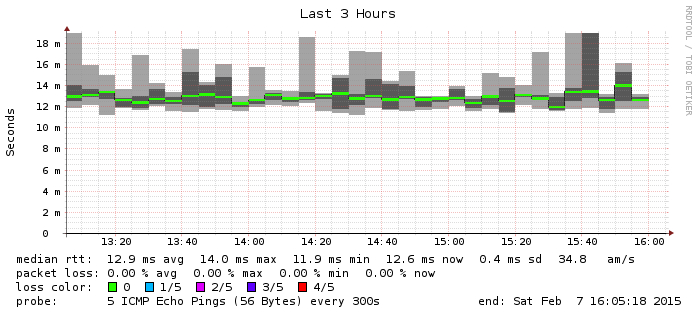 Last 3 Hours
RRDTOOL / TOBI OETIKER
Seconds
18 m
16 m
14 m
12 m
10 m
8 m
6 m
4 m
2 m
0
13:20 13:40 14:00 14:20 14:40 15:00 15:20 15:40 16:00
median rtt: 12.9 ms avg 14.0 ms max 11.9 ms min 12.6 ms now 0.4 ms sd 34.8 am/s
packet loss: 0.00 % avg 0.00 % max 0.00 % min 0.00 % now
loss color: 0 1/5 2/5 3/5 4/5
probe: 5 ICMP Echo Pings (56 Bytes) every 300s end: Sat Feb 7 16:05:18 2015